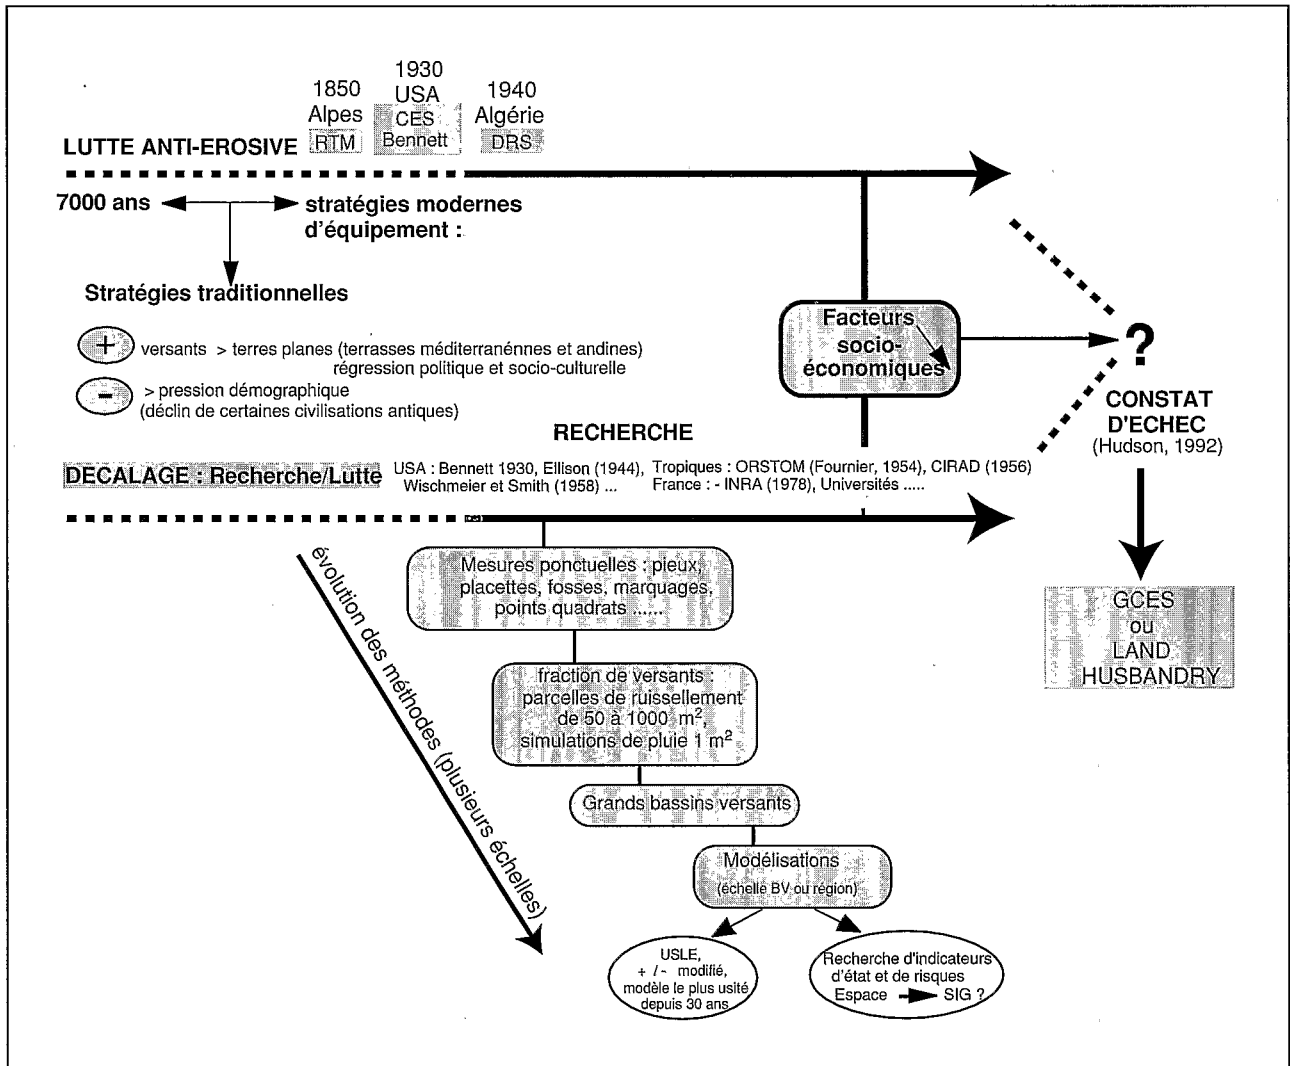 1850
Alpes
RTM
1930
USA
CES
Bennett
1940
Algérie
DRS
LUTTE ANTI-EROSIVE
7000 ans
stratégies modernes
d'équipement :
Stratégies traditionnelles
+
versants > terres planes (terrasses méditerranénnes et andines)
régression politique et socio-culturelle
-
> pression démographique
(déclin de certaines civilisations antiques)
Facteurs
socio-
économiques
?
CONSTAT
D'ECHEC
(Hudson, 1992)
GCES
ou
LAND
HUSBANDRY
RECHERCHE
DECALAGE : Recherche/Lutte
USA : Bennett 1930, Ellison (1944),
Wischmeier et Smith (1958) ...
Tropiques : ORSTOM (Fournier, 1954), CIRAD (1956)
France : - INRA (1978), Universités .....
évolution des méthodes (plusieurs échelles)
Mesures ponctuelles : pieux,
placettes, fosses, marquages,
points quadrats ......
fraction de versants :
parcelles de ruissellement
de 50 à 1000 m²,
simulations de pluie 1 m²
Grands bassins versants
Modélisations
(échelle BV ou région)
USLE,
+ / - modifié,
modèle le plus usité
depuis 30 ans
Recherche d'indicateurs
d'état et de risques
Espace SIG ?